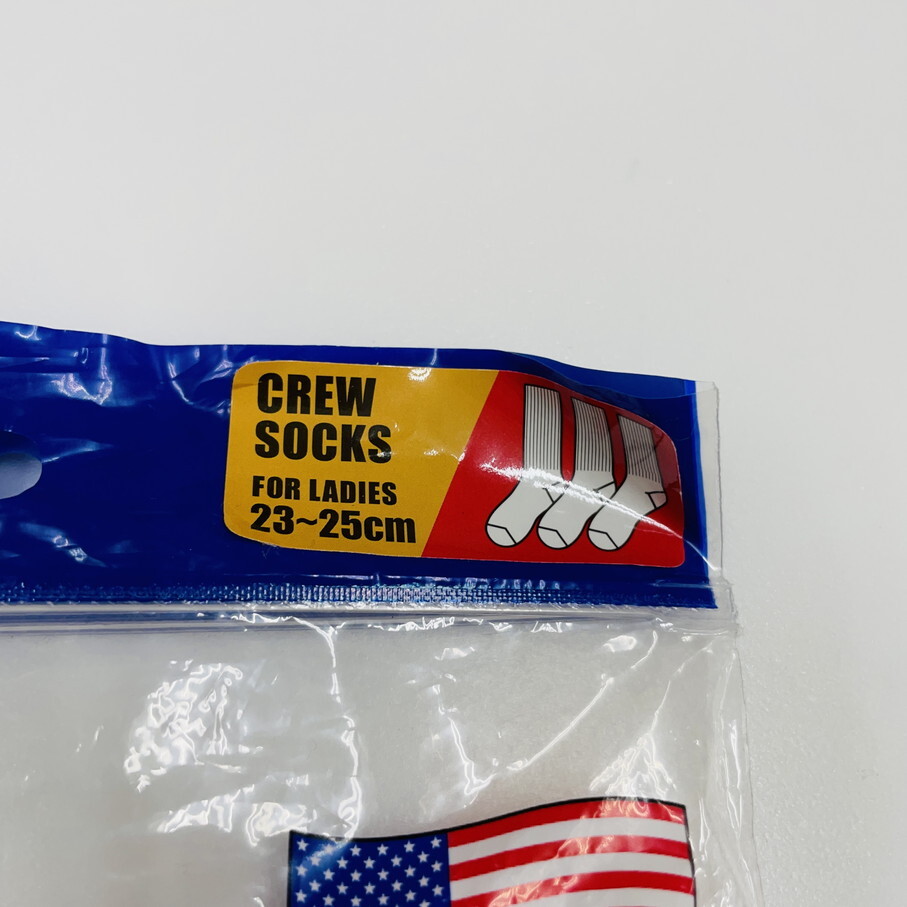 CREW
SOCKS
FOR LADIES
23~25cm